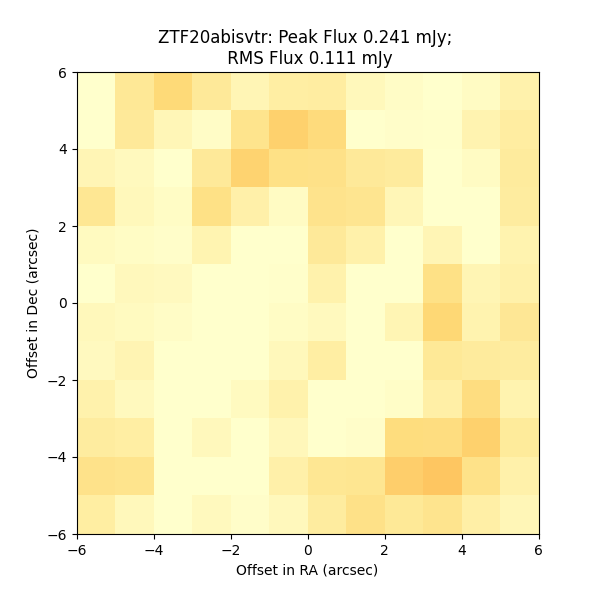 ZTF20abisvtr: Peak Flux 0.241 mJy;
RMS Flux 0.111 mJy
6
4
2
0
−2
−4
−6
Offset in Dec (arcsec)
−6 −4 −2 0 2 4 6
Offset in RA (arcsec)